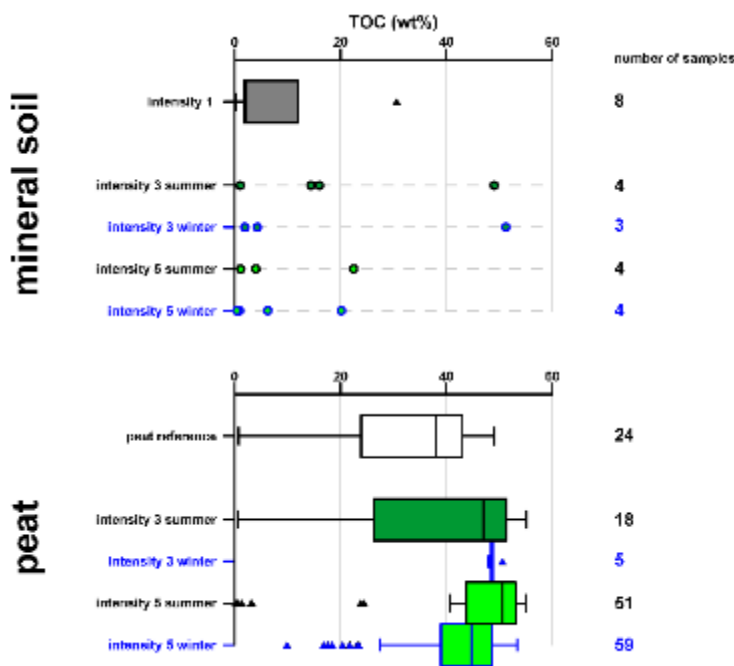 TOC (wt%)
0 20 40 60
number of samples
mineral soil
intensity 1 8
intensity 3 summer 4
intensity 3 winter 3
intensity 5 summer 4
intensity 5 winter 4
0 20 40 60
peat
peat reference 24
intensity 3 summer 18
intensity 3 winter 5
intensity 5 summer 51
intensity 5 winter 59